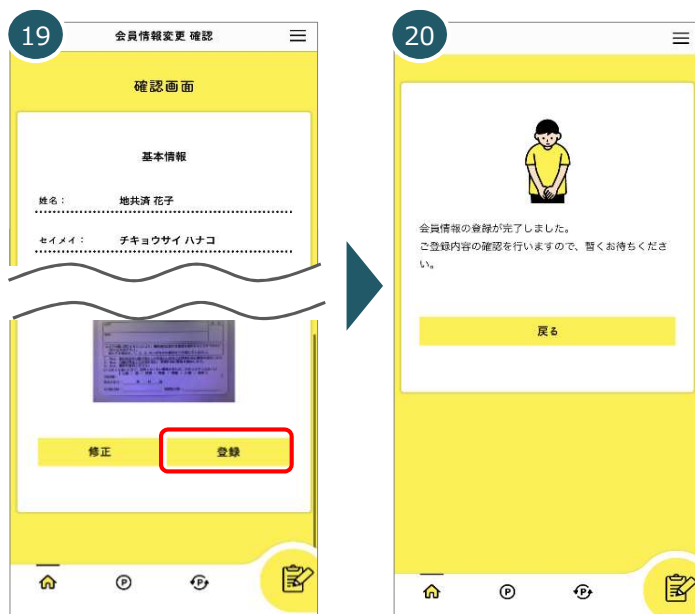 19
会員情報変更 確認
確認画面
基本情報
姓名： 地共済 花子
セイメイ： チキョウサイ ハナコ
修正 登録
P P
20
会員情報の登録が完了しました。
ご登録内容の確認を行いますので、暫くお待ちくださ
い。
戻る
P P